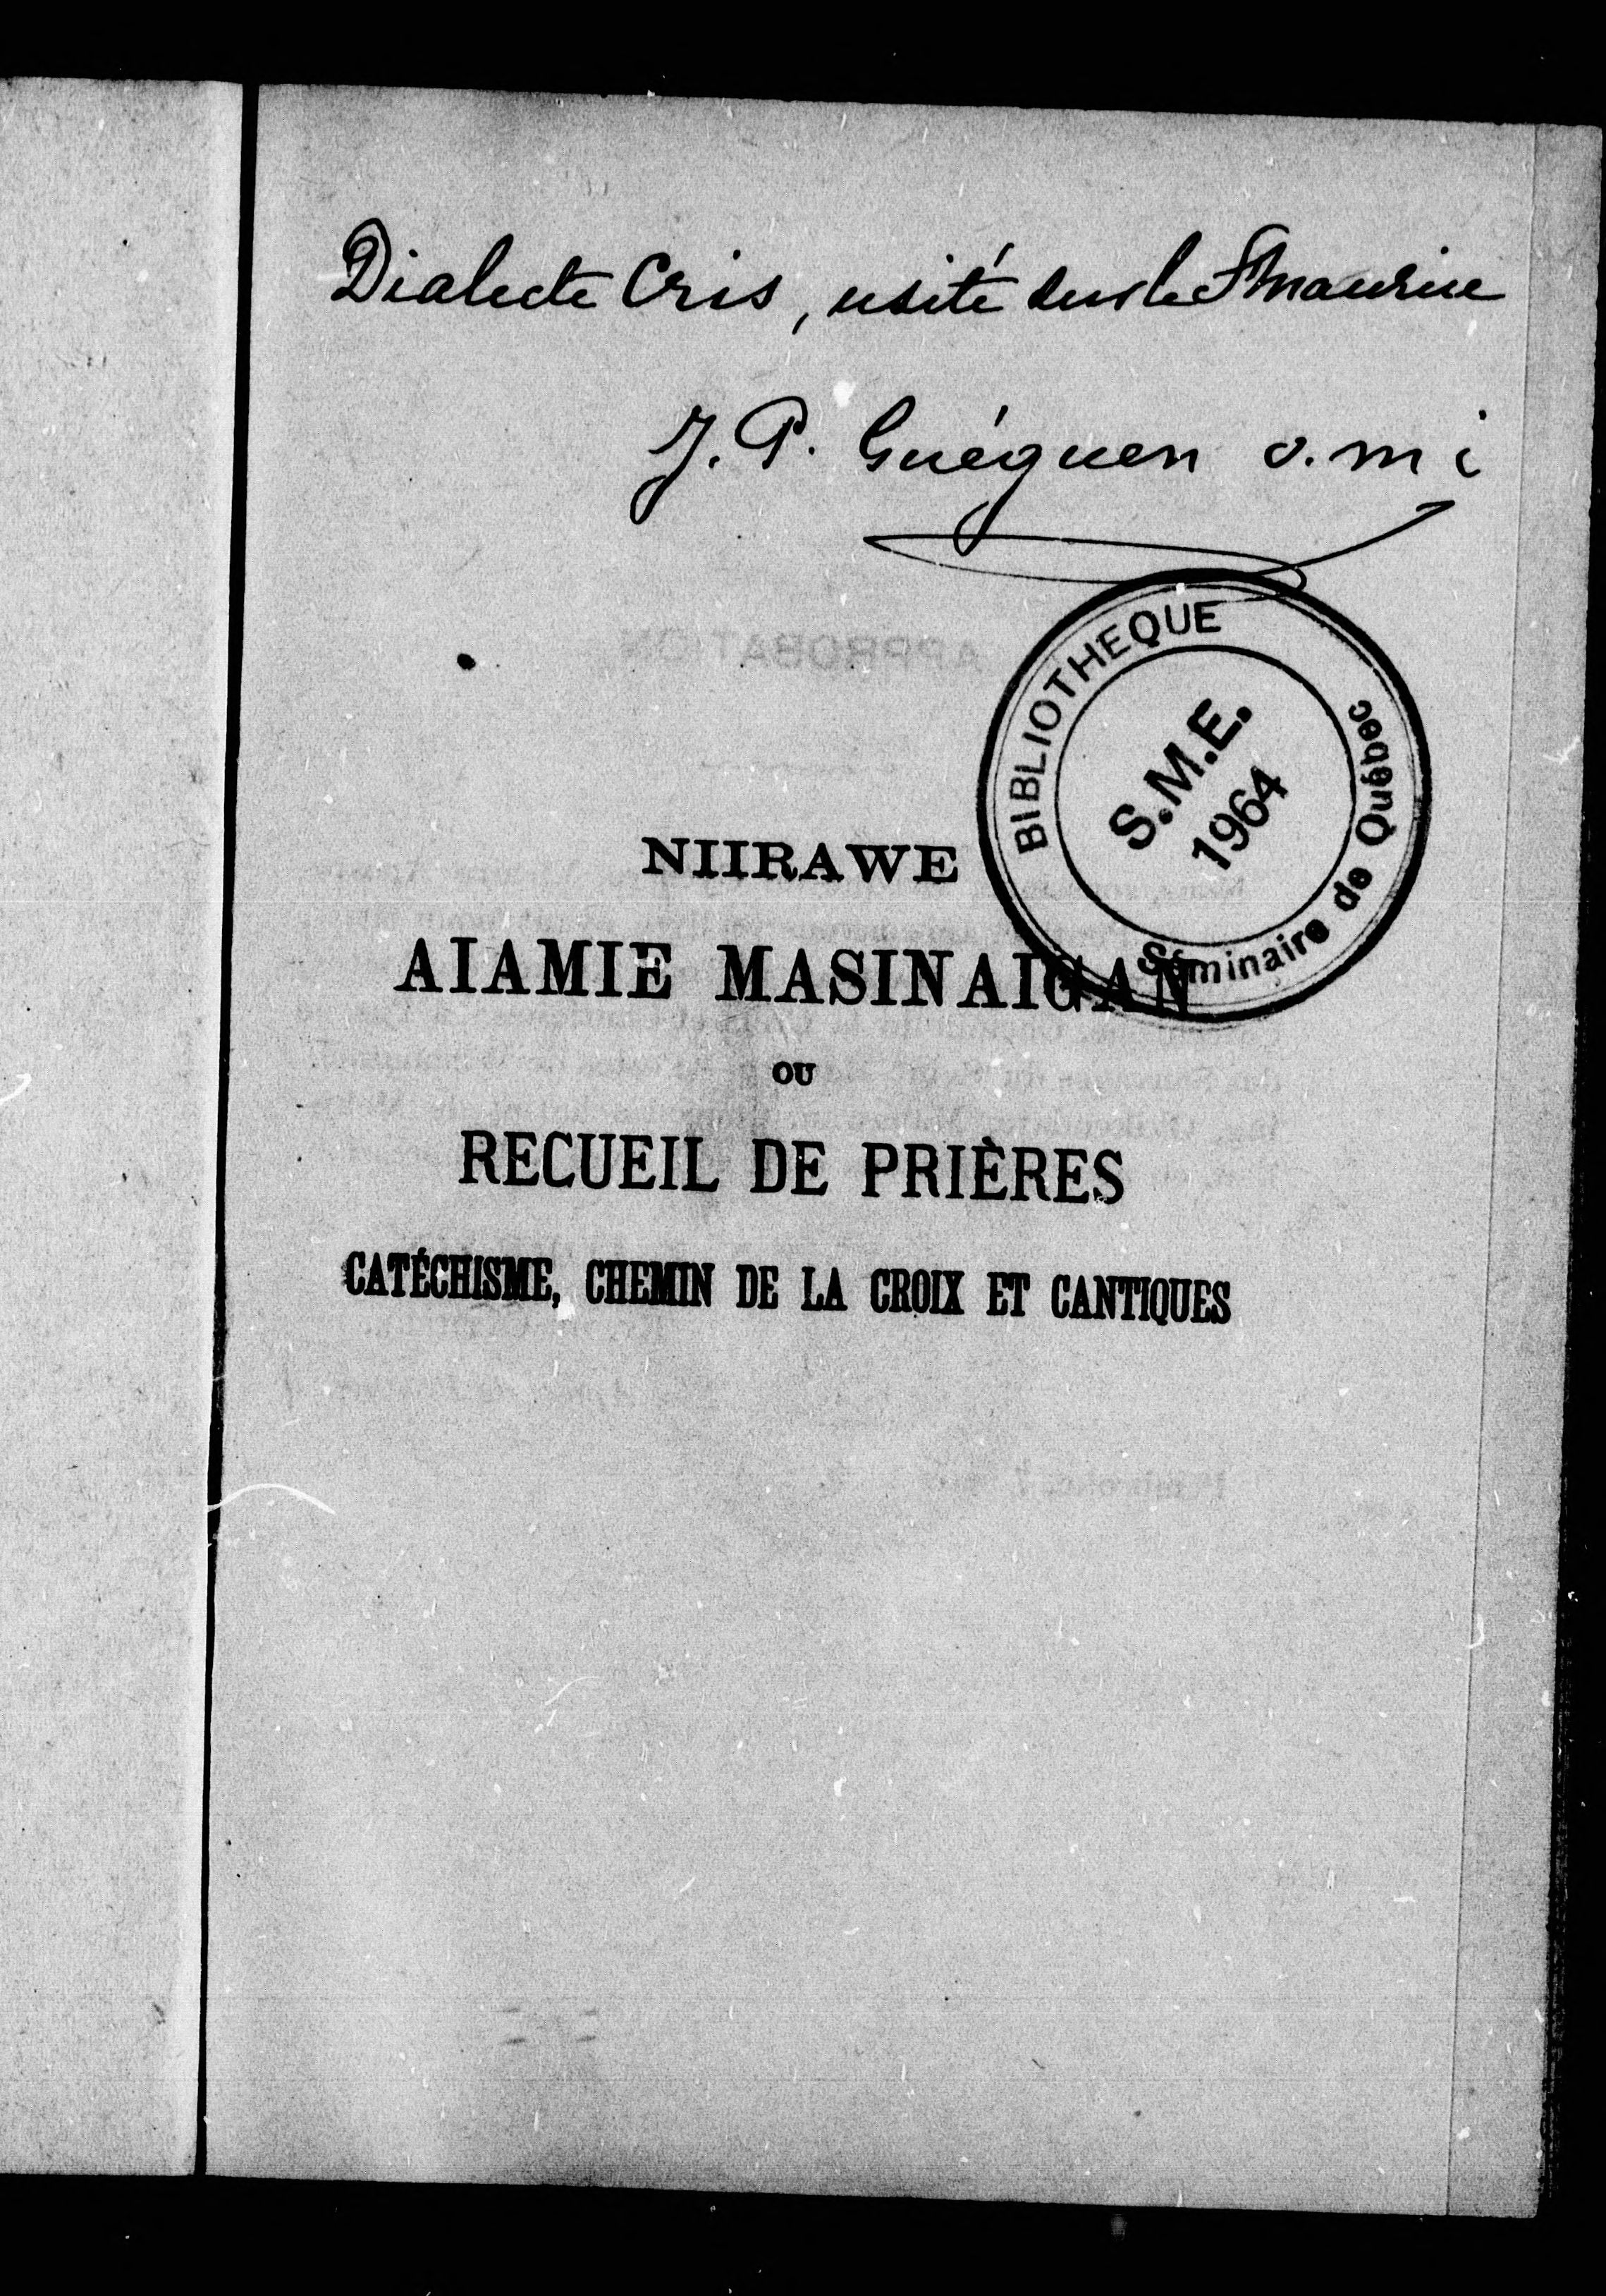 Dialecte Cris, usité sur le St Maurice
J. P. Guéguen o.m i
BIBLIOTHEQUE
S.M.E.
1964
Séminaire de Québec
NIIRAWE
AIAMIE MASINAIGAN
OU
RECUEIL DE PRIÈRES
CATÉCHISME, CHEMIN DE LA CROIX ET CANTIQUES
APPROBATION